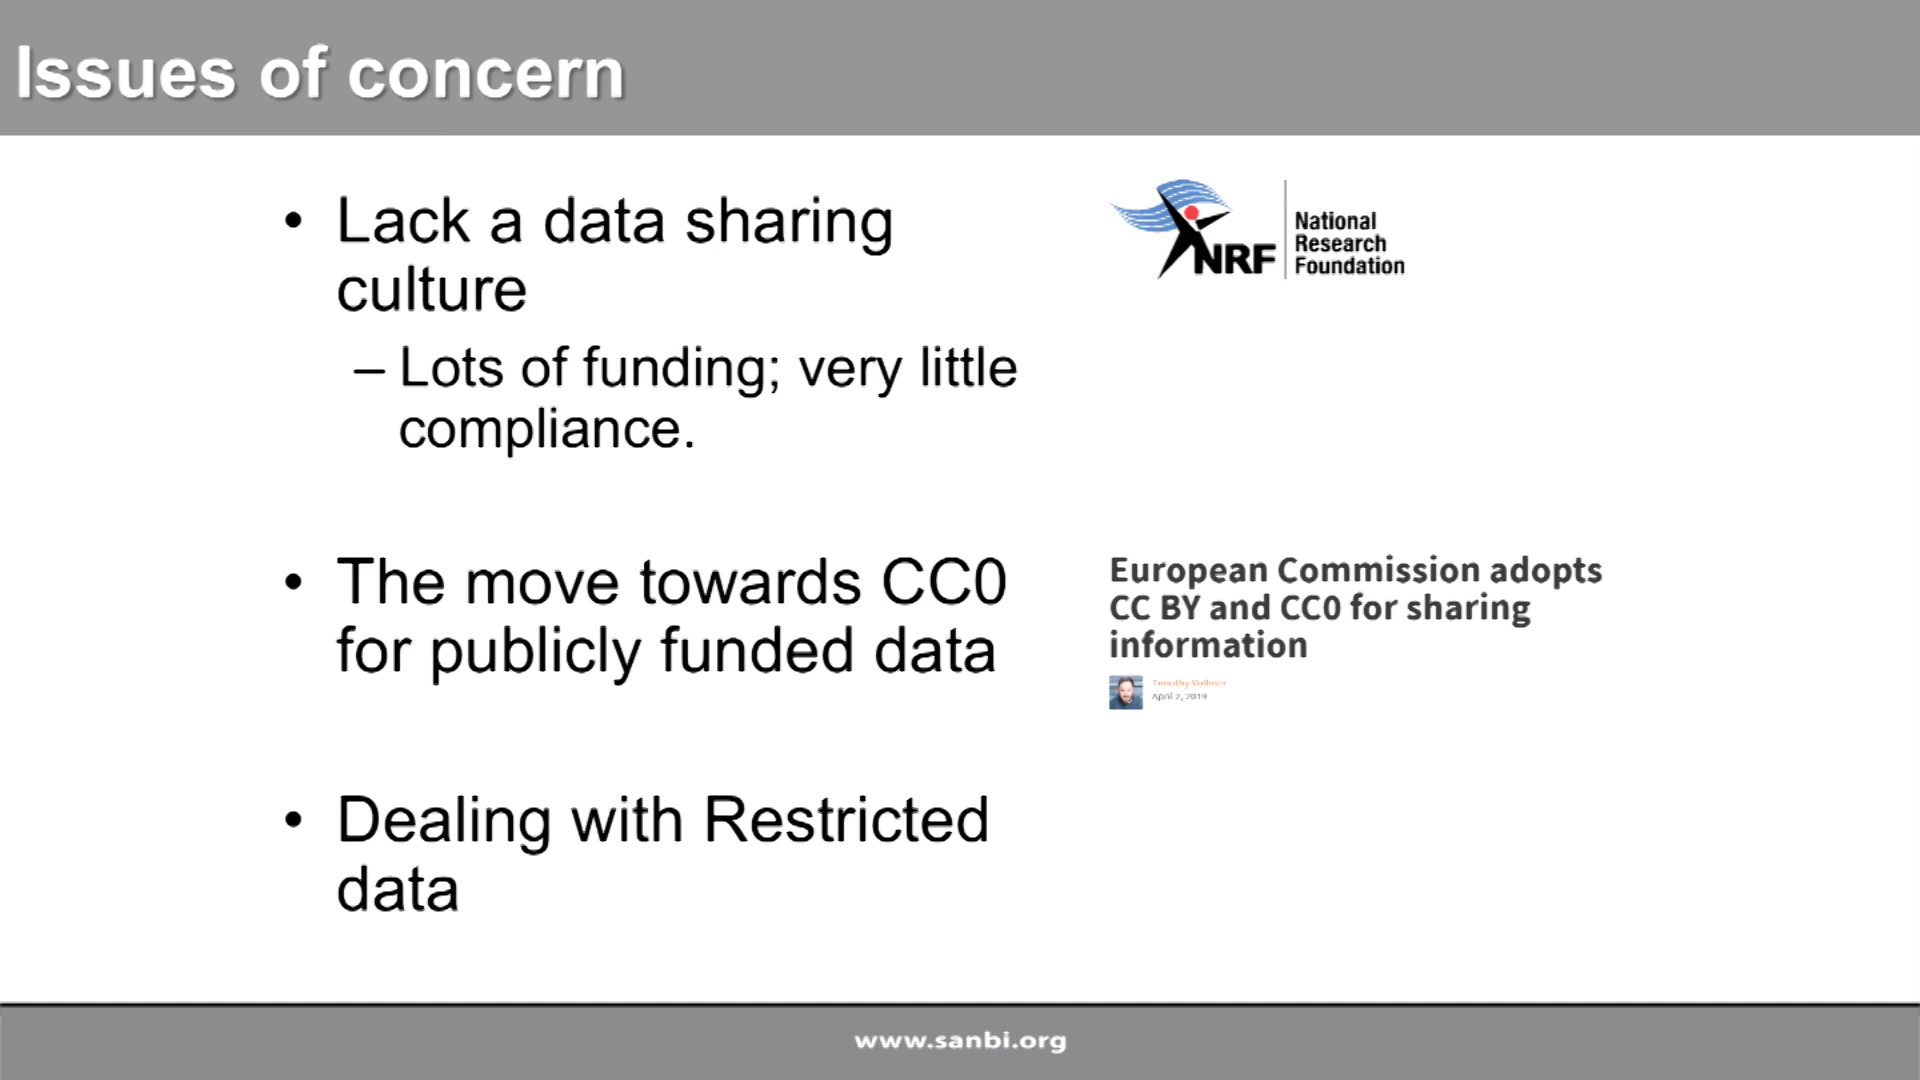 Issues of concern
• Lack a data sharing
culture
– Lots of funding; very little
compliance.
NRF
National
Research
Foundation
• The move towards CC0
for publicly funded data
European Commission adopts
CC BY and CC0 for sharing
information
Timothy Vollmer
April 2, 2019
• Dealing with Restricted
data
www.sanbi.org